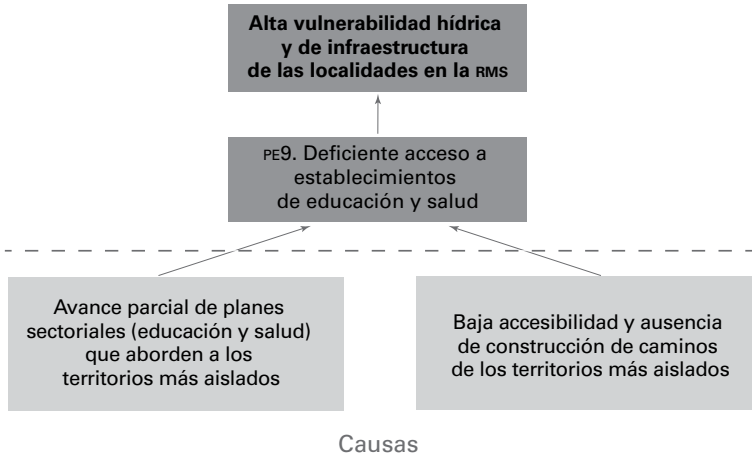 Alta vulnerabilidad hídrica
y de infraestructura
de las localidades en la RMS
PE9. Deficiente acceso a
establecimientos
de educación y salud
Avance parcial de planes
sectoriales (educación y salud)
que aborden a los
territorios más aislados
Baja accesibilidad y ausencia
de construcción de caminos
de los territorios más aislados
Causas